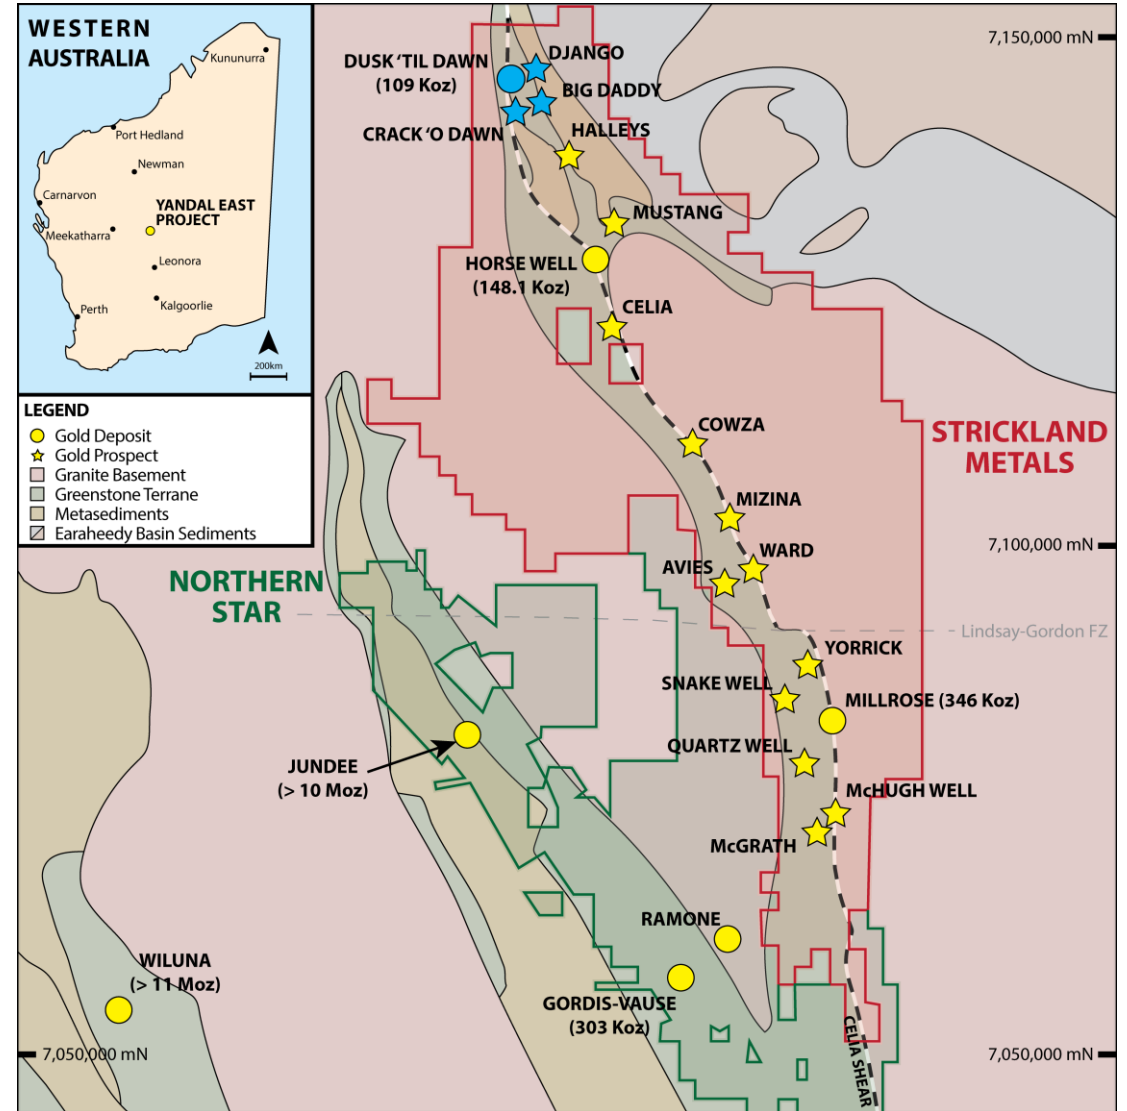 WESTERN
AUSTRALIA
Kununurra
Port Hedland
Newman
Carnarvon
YANDAL EAST
PROJECT
Meekatharra
Leonora
Kalgoorlie
Perth
200km
LEGEND
Gold Deposit
Gold Prospect
Granite Basement
Greenstone Terrane
Metasediments
Earaheedy Basin Sediments
7,150,000 mN
DUSK ‘TIL DAWN
(109 Koz)
DJANGO
BIG DADDY
CRACK ‘O DAWN
HALLEYS
MUSTANG
HORSE WELL
(148.1 Koz)
CELIA
COWZA
STRICKLAND
METALS
MIZINA
7,100,000 mN
WARD
AVIES
NORTHERN
STAR
Lindsay-Gordon FZ
YORRICK
SNAKE WELL
MILLROSE (346 Koz)
QUARTZ WELL
JUNDEE
(> 10 Moz)
McHUGH WELL
McGRATH
RAMONE
WILUNA
(> 11 Moz)
GORDIS-VAUSE
(303 Koz)
CELIA SHEAR
7,050,000 mN
7,050,000 mN